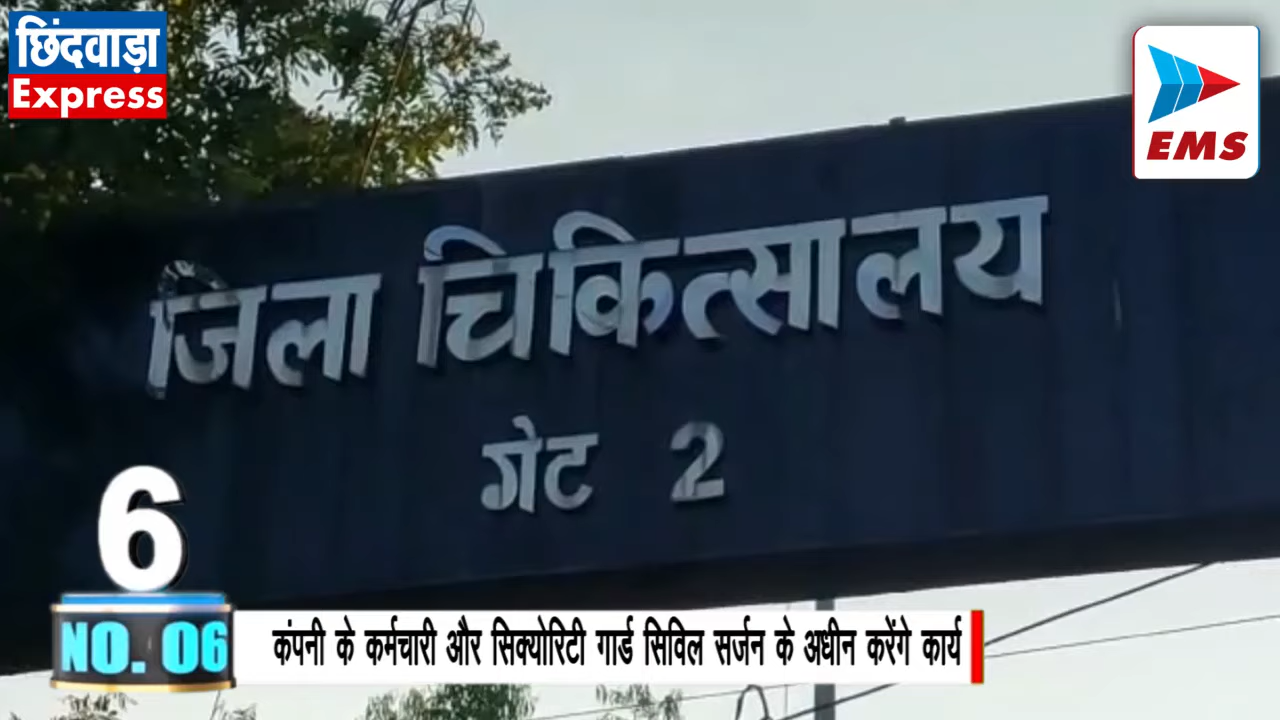 छिंदवाड़ा
Express
EMS
जिला चिकित्सालय
गेट 2
6
NO. 06
कंपनी के कर्मचारी और सिक्योरिटी गार्ड सिविल सर्जन के अधीन करेंगे कार्य